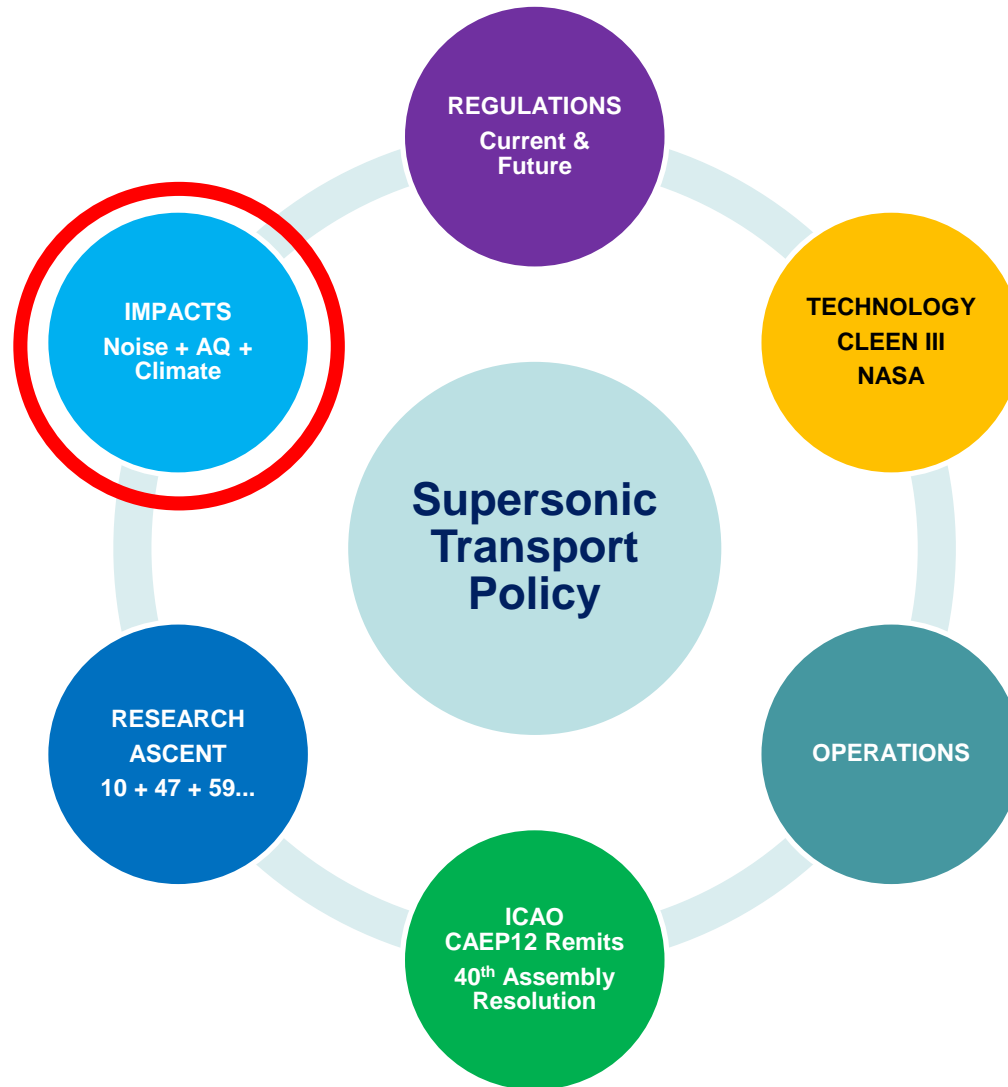 REGULATIONS
Current &
Future
IMPACTS
Noise + AQ +
Climate
TECHNOLOGY
CLEEN III
NASA
Supersonic
Transport
Policy
RESEARCH
ASCENT
10 + 47 + 59...
OPERATIONS
ICAO
CAEP12 Remits
40th Assembly
Resolution